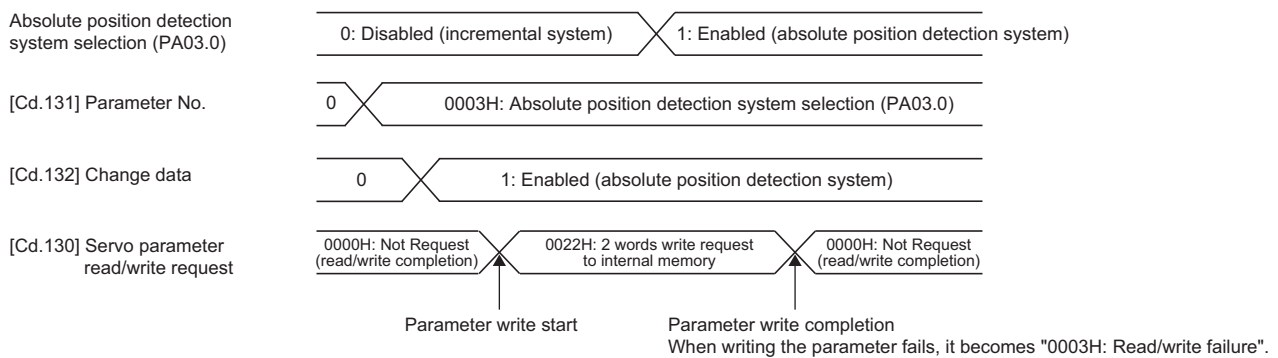 Absolute position detection
system selection (PA03.0)
0: Disabled (incremental system)
1: Enabled (absolute position detection system)
[Cd.131] Parameter No.
0
0003H: Absolute position detection system selection (PA03.0)
[Cd.132] Change data
0
1: Enabled (absolute position detection system)
[Cd.130] Servo parameter
read/write request
0000H: Not Request
(read/write completion)
0022H: 2 words write request
to internal memory
0000H: Not Request
(read/write completion)
Parameter write start
Parameter write completion
When writing the parameter fails, it becomes "0003H: Read/write failure".